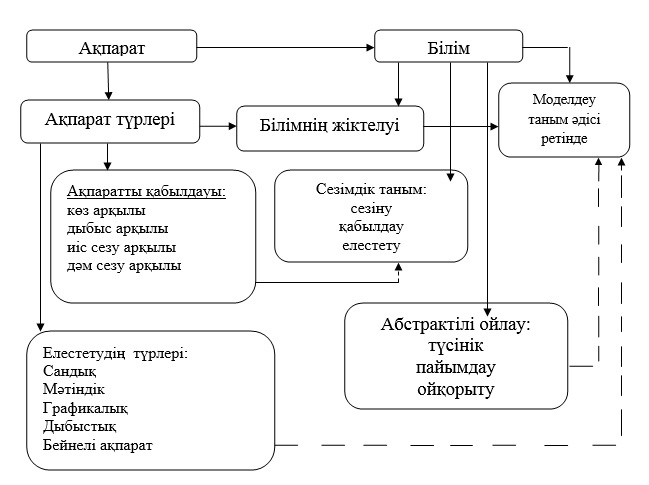 Ақпарат
Білім
Ақпарат түрлері
Білімнің жіктелуі
Моделдеу
таным әдісі
ретінде
Ақпаратты қабылдауы:
көз арқылы
дыбыс арқылы
иіс сезу арқылы
дәм сезу арқылы
Сезімдік таным:
сезіну
қабылдау
елестету
Абстрактілі ойлау:
түсінік
пайымдау
ойқорыту
Елестетудің түрлері:
Сандық
Мәтіндік
Графикалық
Дыбыстық
Бейнелі ақпарат